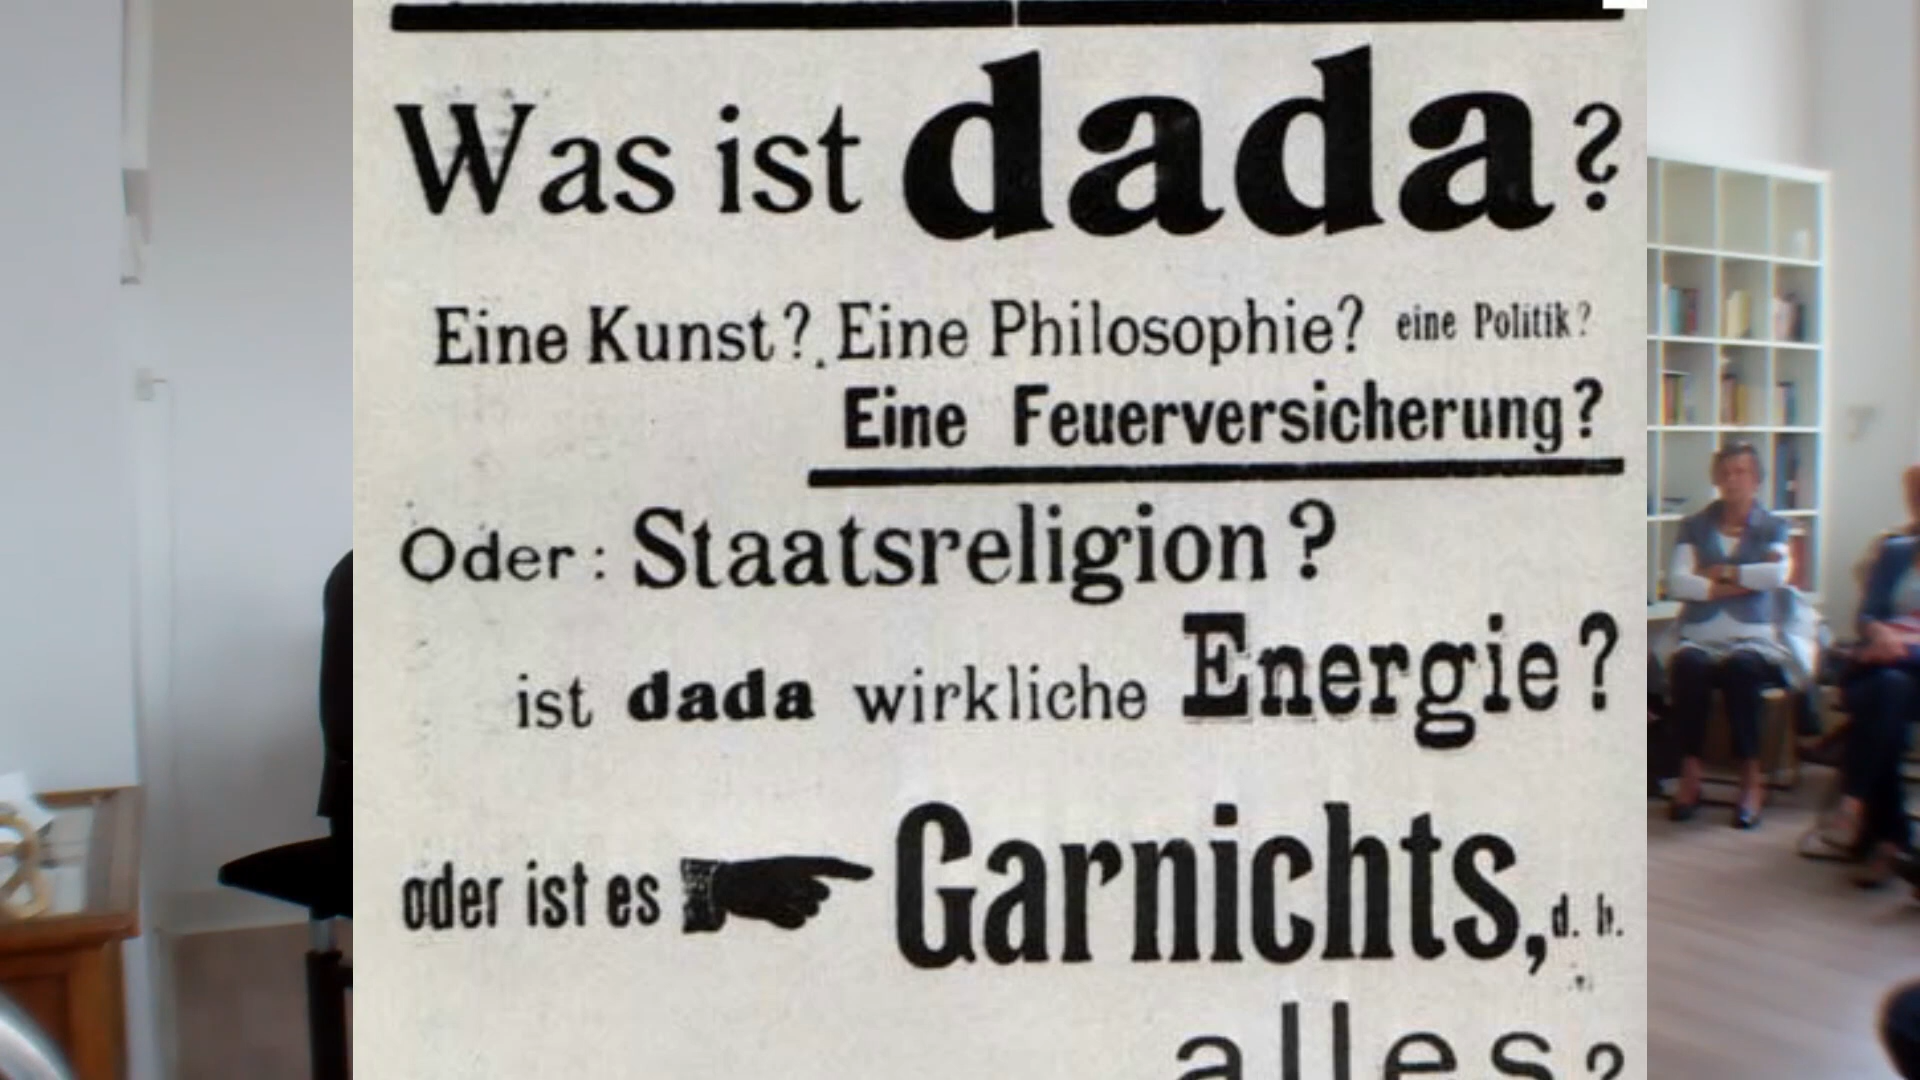 Was ist dada?
Eine Kunst? Eine Philosophie? eine Politik?
Eine Feuerversicherung?
Oder: Staatsreligion?
ist dada wirkliche Energie?
oder ist es ☛ Garnichts, d. h.
alles?